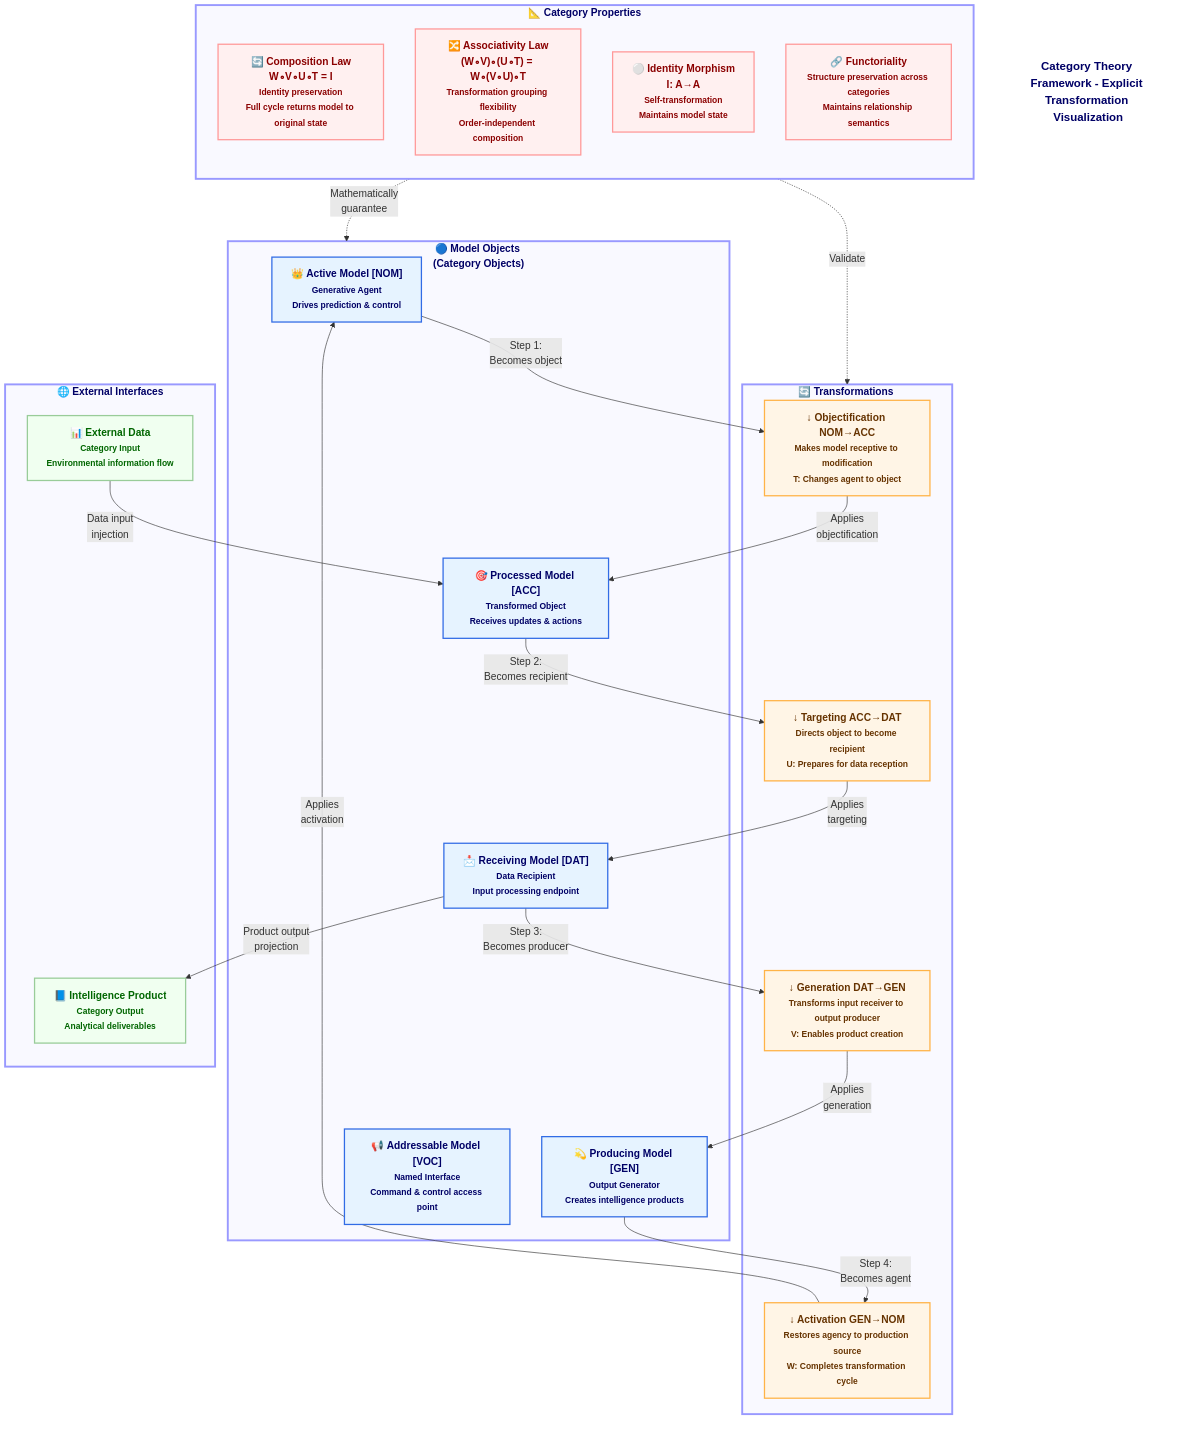 📐 Category Properties
🔄 Composition Law
W∘V∘U∘T = I
Identity preservation
Full cycle returns model to
original state
🔀 Associativity Law
(W∘V)∘(U∘T) =
W∘(V∘U)∘T
Transformation grouping
flexibility
Order-independent
composition
⚪ Identity Morphism
I: A→A
Self-transformation
Maintains model state
🔗 Functoriality
Structure preservation across
categories
Maintains relationship
semantics
Category Theory
Framework - Explicit
Transformation
Visualization
Mathematically
guarantee
Validate
🔵 Model Objects
(Category Objects)
👑 Active Model [NOM]
Generative Agent
Drives prediction & control
Step 1:
Becomes object
🌐 External Interfaces
📊 External Data
Category Input
Environmental information flow
Data input
injection
🔄 Transformations
↓ Objectification
NOM→ACC
Makes model receptive to
modification
T: Changes agent to object
Applies
objectification
🎯 Processed Model
[ACC]
Transformed Object
Receives updates & actions
Step 2:
Becomes recipient
↓ Targeting ACC→DAT
Directs object to become
recipient
U: Prepares for data reception
Applies
targeting
Applies
activation
📩 Receiving Model [DAT]
Data Recipient
Input processing endpoint
Product output
projection
Step 3:
Becomes producer
📘 Intelligence Product
Category Output
Analytical deliverables
↓ Generation DAT→GEN
Transforms input receiver to
output producer
V: Enables product creation
Applies
generation
📢 Addressable Model
[VOC]
Named Interface
Command & control access
point
💫 Producing Model
[GEN]
Output Generator
Creates intelligence products
Step 4:
Becomes agent
↓ Activation GEN→NOM
Restores agency to production
source
W: Completes transformation
cycle